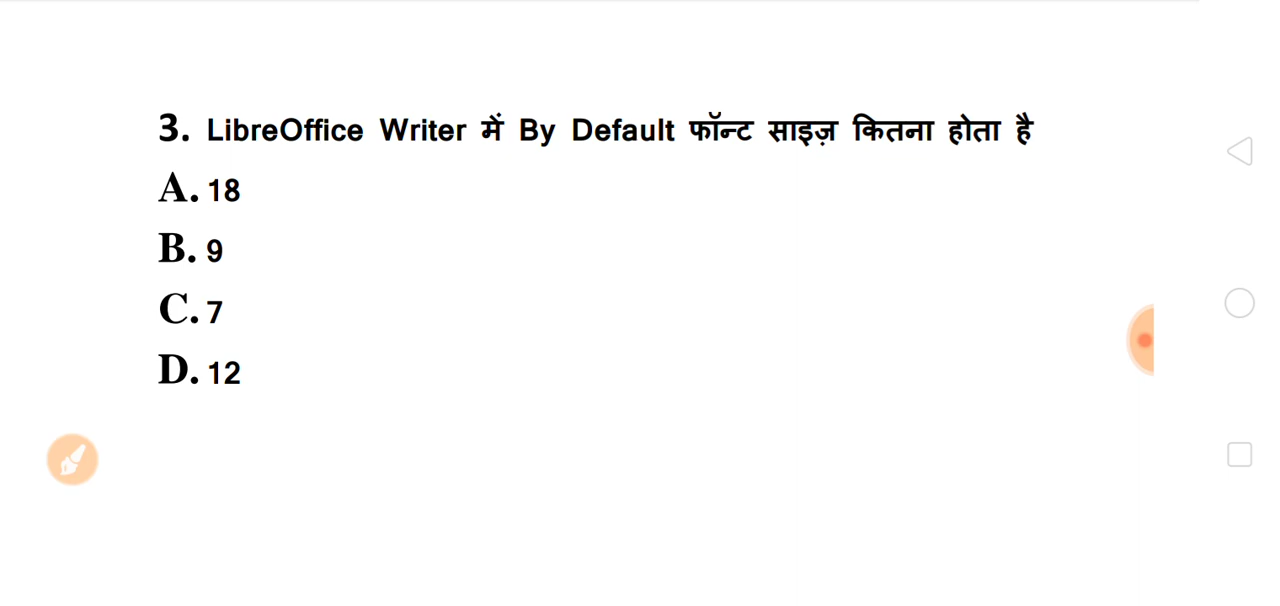 3. LibreOffice Writer में By Default फॉन्ट साइज़ कितना होता है
A. 18
B. 9
C. 7
D. 12